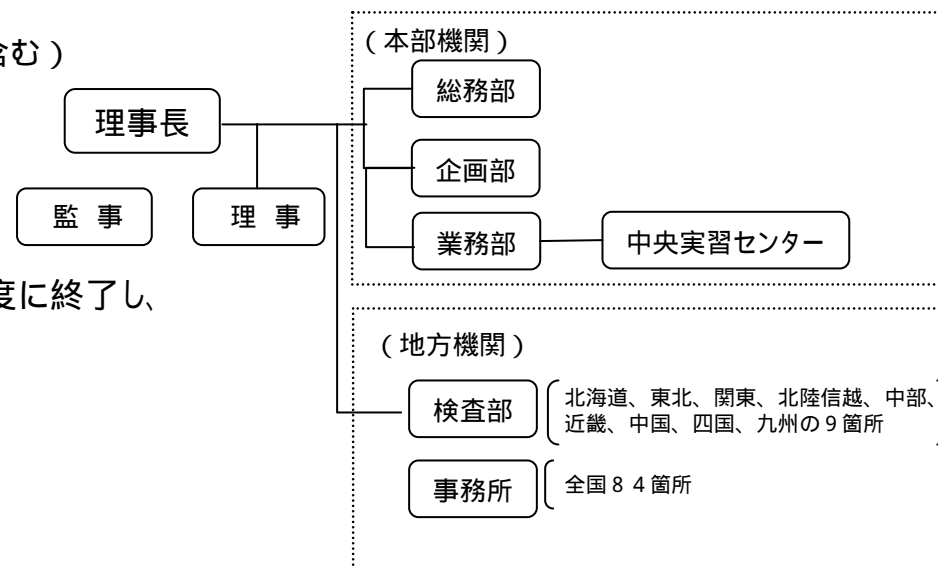 含む）
（本部機関）
総務部
理事長
企画部
監 事
理 事
業務部
中央実習センター
度に終了し、
（地方機関）
検査部
北海道、東北、関東、北陸信越、中部、
近畿、中国、四国、九州の９箇所
事務所
全国８４箇所